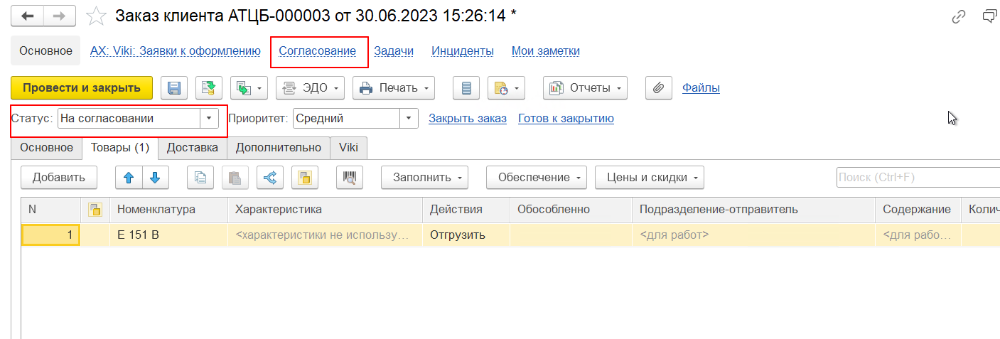 Заказ клиента АТЦБ-000003 от 30.06.2023 15:26:14 *
Основное АХ: Viki: Заявки к оформлению Согласование Задачи Инциденты Мои заметки
Провести и закрыть ЭДО Печать Отчеты Файлы
Статус: На согласовании Приоритет: Средний Закрыть заказ Готов к закрытию
Основное Товары (1) Доставка Дополнительно Viki
Добавить Заполнить Обеспечение Цены и скидки Поиск (Ctrl+F)
N Номенклатура Характеристика Действия Обособленно Подразделение-отправитель Содержание Колич
1 Е 151 В <характеристики не использу… Отгрузить <для работ> <для рабо…